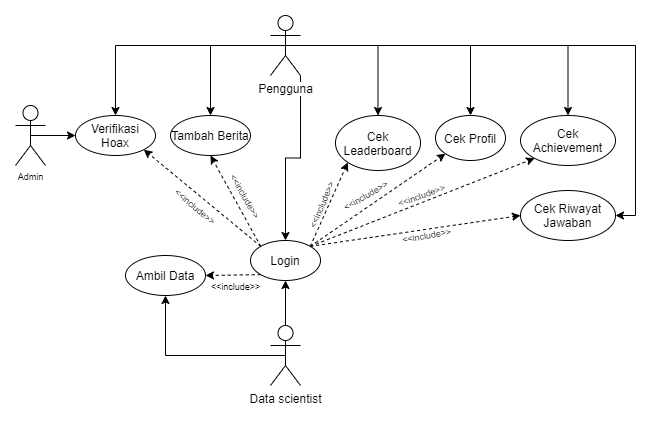 Pengguna
Admin
Verifikasi
Hoax
Tambah Berita
Cek
Leaderboard
Cek Profil
Cek
Achievement
Cek Riwayat
Jawaban
<<include>>
<<include>>
<<include>>
<<include>>
<<include>>
<<include>>
Login
Ambil Data
<<include>>
Data scientist